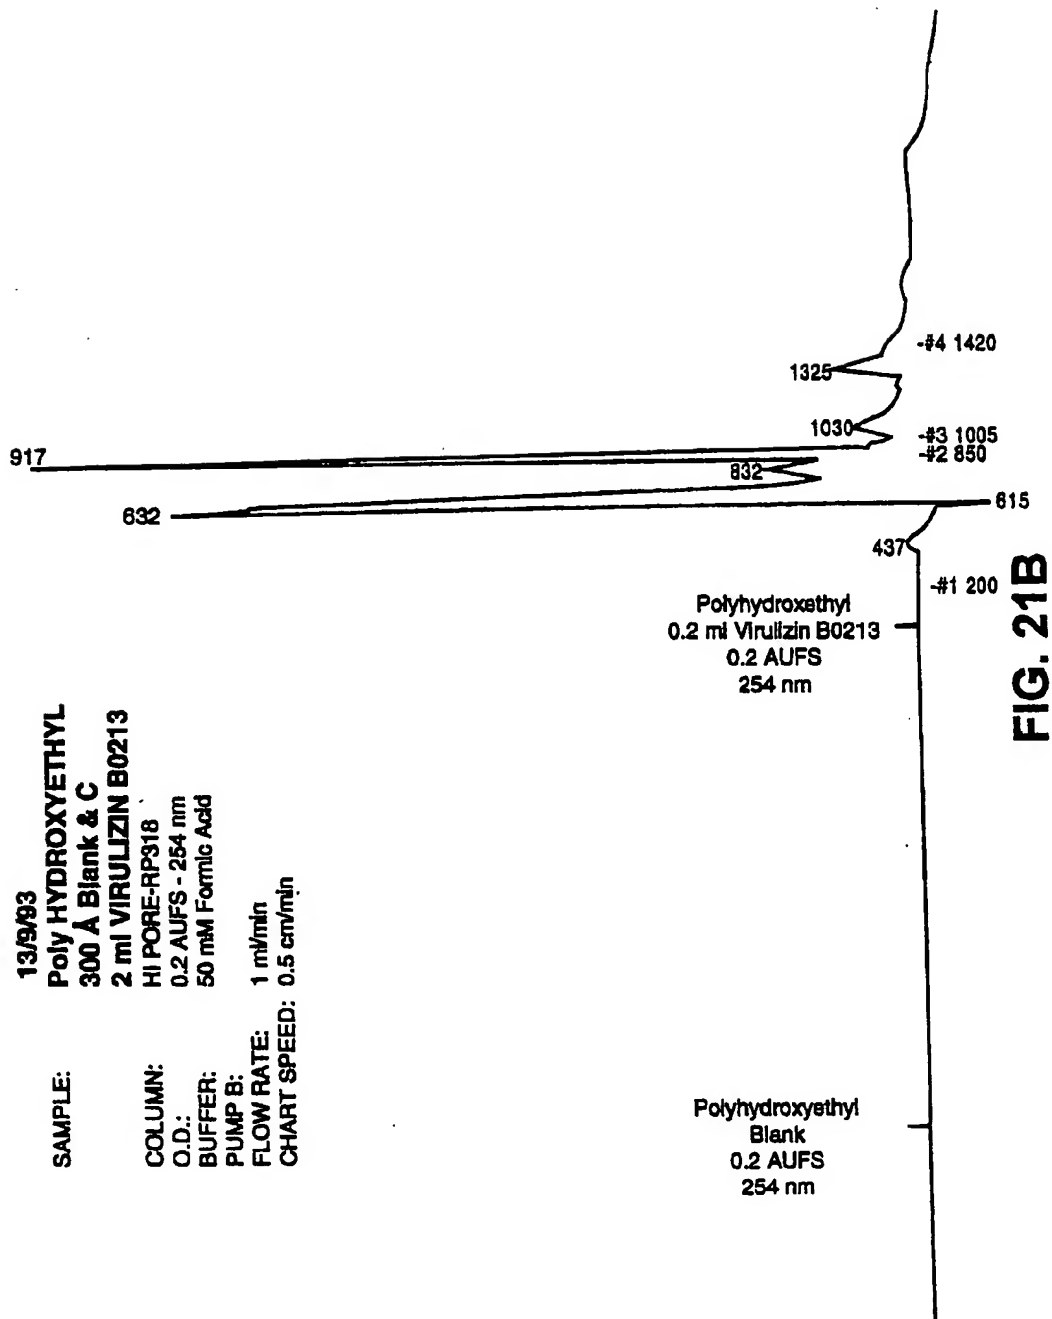 13/9/93
SAMPLE: Poly HYDROXYETHYL
300 Å Blank & C
2 ml VIRULIZIN B0213
COLUMN: HI PORE-RP318
O.D.: 0.2 AUFS - 254 nm
BUFFER: 50 mM Formic Acid
PUMP B:
FLOW RATE: 1 ml/min
CHART SPEED: 0.5 cm/min
917
632
832
1030
1325
615
437
-#4 1420
-#3 1005
-#2 850
-#1 200
Polyhydroxethyl
0.2 ml Virulizin B0213
0.2 AUFS
254 nm
Polyhydroxyethyl
Blank
0.2 AUFS
254 nm
FIG. 21B